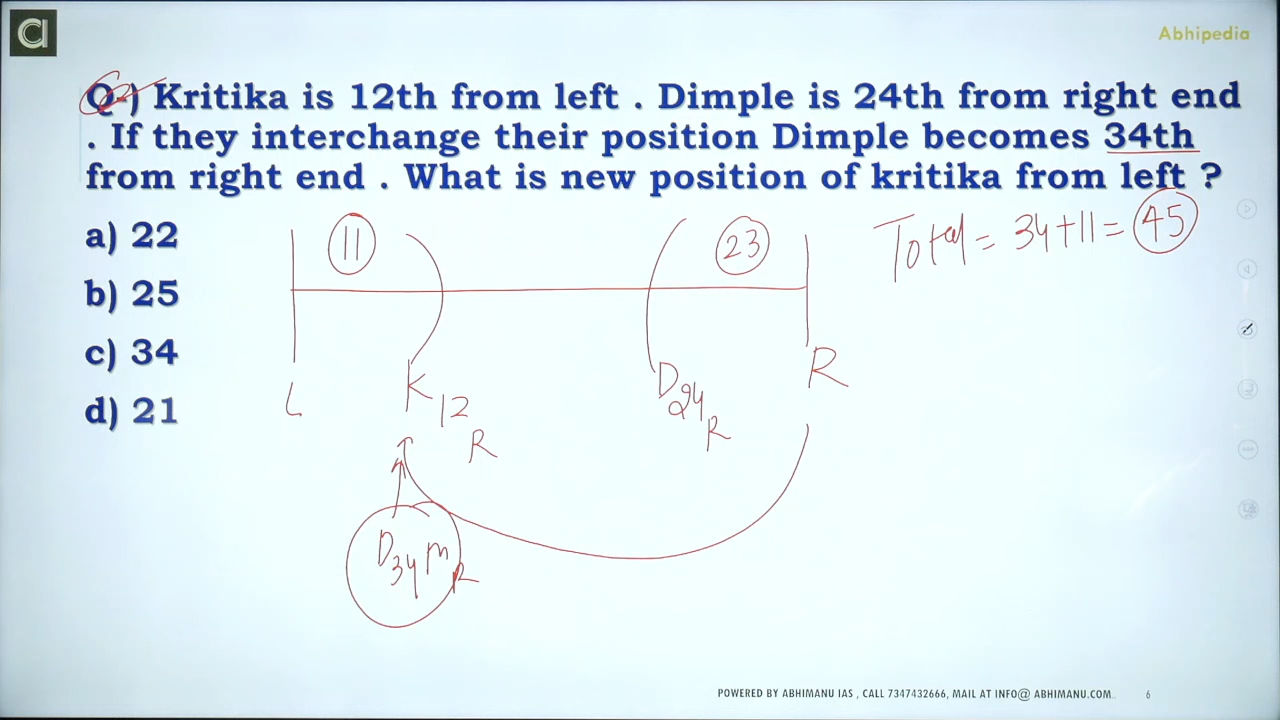 Abhipedia
Q-) Kritika is 12th from left . Dimple is 24th from right end
. If they interchange their position Dimple becomes 34th
from right end . What is new position of kritika from left ?
a) 22
b) 25
c) 34
d) 21
Total = 34+11= 45
11
23
L
K 12 R
D 24 R
R
D 34 R
POWERED BY ABHIMANU IAS , CALL 7347432666, MAIL AT INFO@ ABHIMANU.COM
6